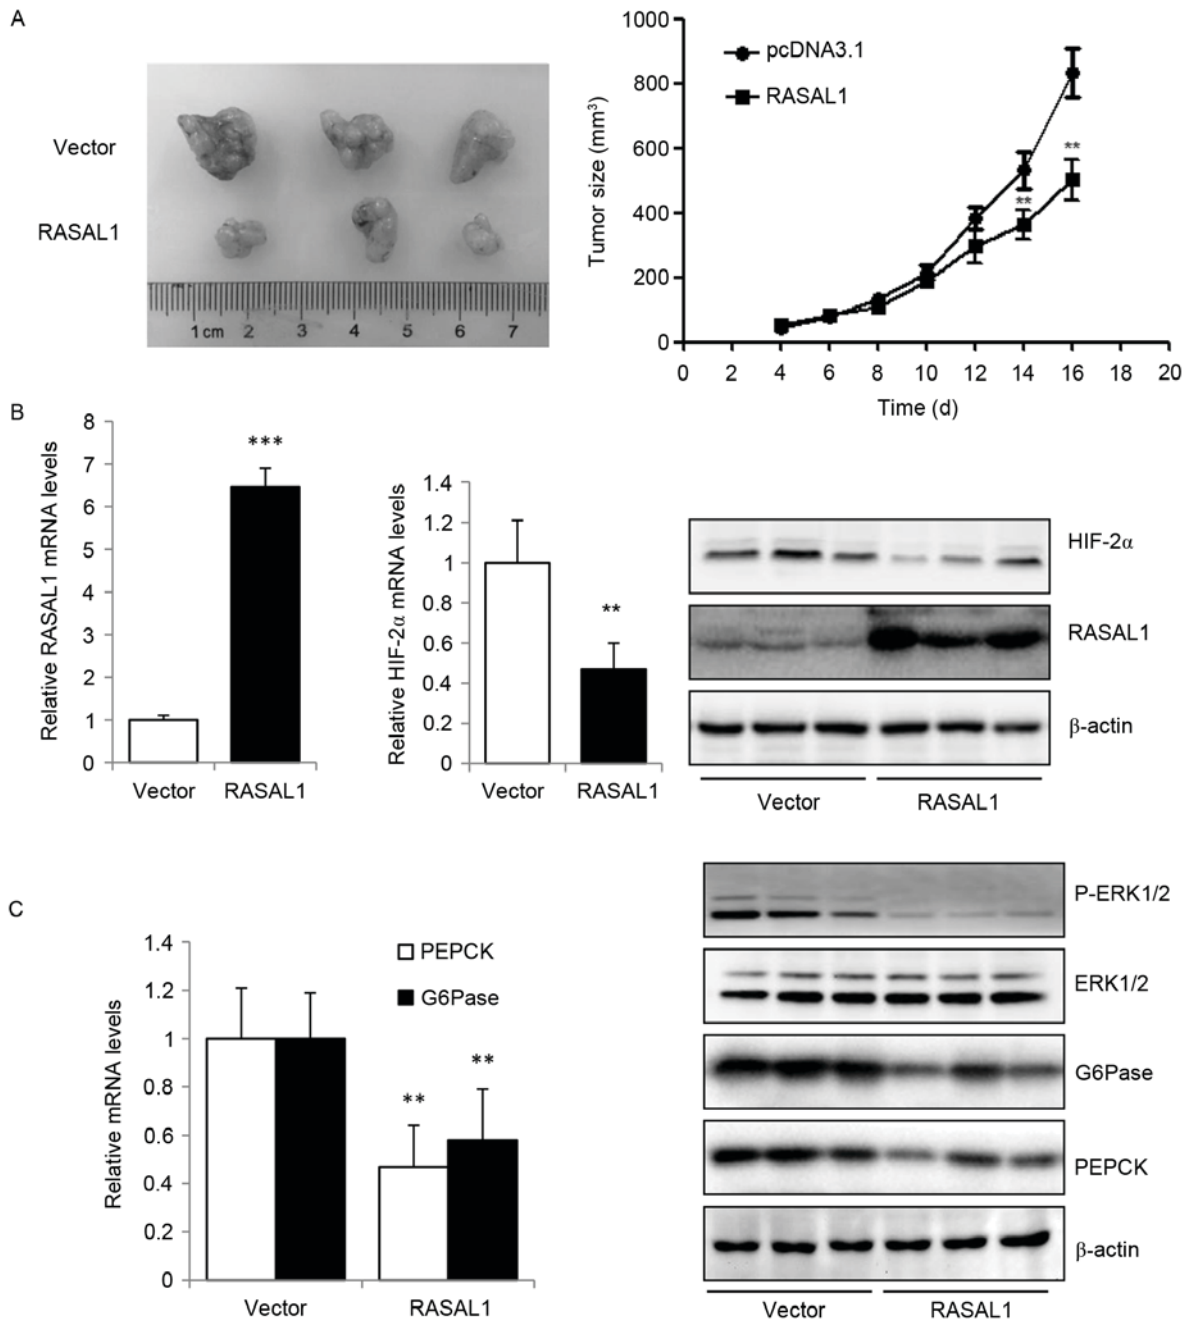 A
Vector
RASAL1
1 cm 2 3 4 5 6 7
1000
800
600
400
200
0
Tumor size (mm³)
pcDNA3.1
RASAL1
**
**
0 2 4 6 8 10 12 14 16 18 20
Time (d)
B
8
7
6
5
4
3
2
1
0
Relative RASAL1 mRNA levels
***
Vector RASAL1
1.4
1.2
1
0.8
0.6
0.4
0.2
0
Relative HIF-2α mRNA levels
**
Vector RASAL1
HIF-2α
RASAL1
β-actin
Vector RASAL1
C
1.4
1.2
1
0.8
0.6
0.4
0.2
0
Relative mRNA levels
PEPCK
G6Pase
**
**
Vector RASAL1
P-ERK1/2
ERK1/2
G6Pase
PEPCK
β-actin
Vector RASAL1